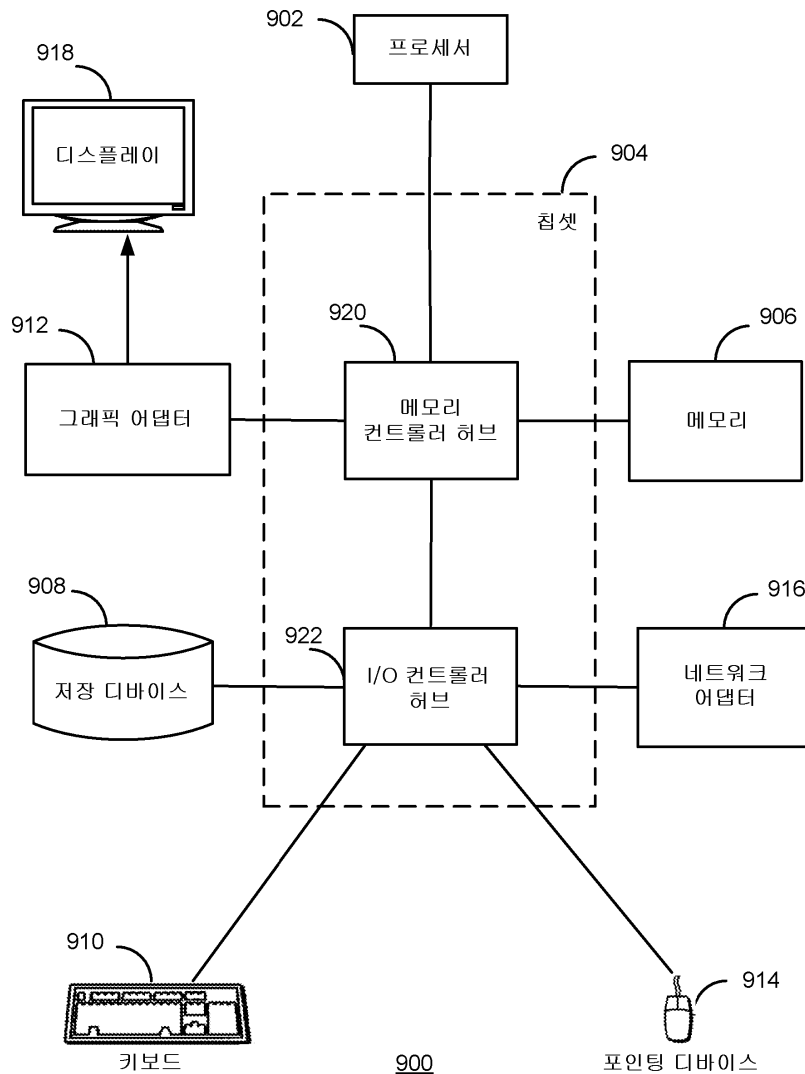 902
프로세서
918
디스플레이
904
칩셋
920
메모리
컨트롤러 허브
912
그래픽 어댑터
906
메모리
908
저장 디바이스
922
I/O 컨트롤러
허브
916
네트워크
어댑터
910
키보드
900
914
포인팅 디바이스